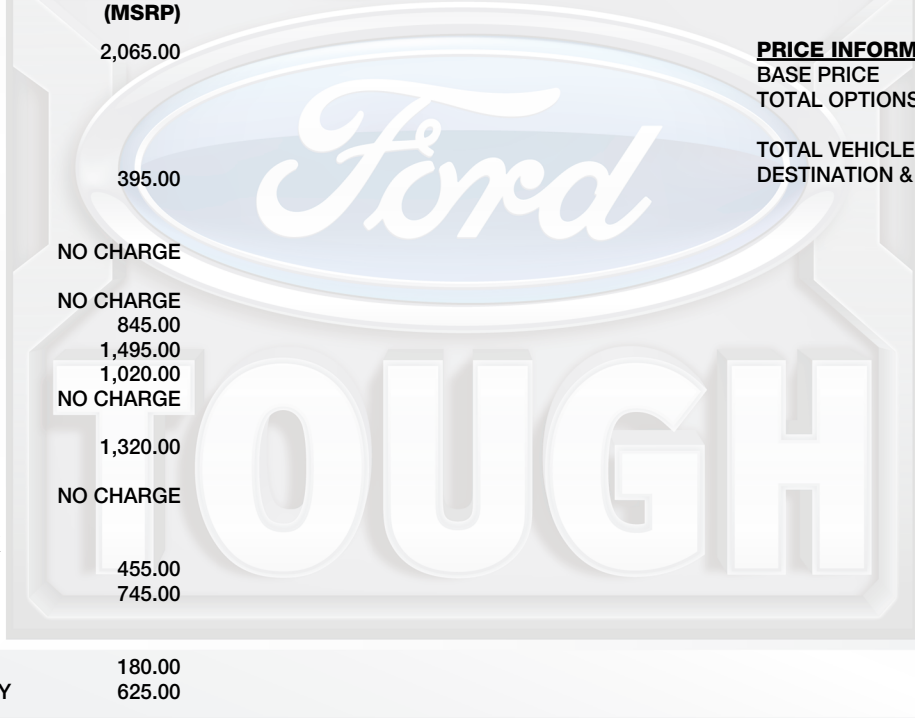 (MSRP)
2,065.00
395.00
NO CHARGE
NO CHARGE
845.00
1,495.00
1,020.00
NO CHARGE
1,320.00
NO CHARGE
455.00
745.00
180.00
Y 625.00
PRICE INFORM
BASE PRICE
TOTAL OPTIONS
TOTAL VEHICLE
DESTINATION &
Ford
TOUGH